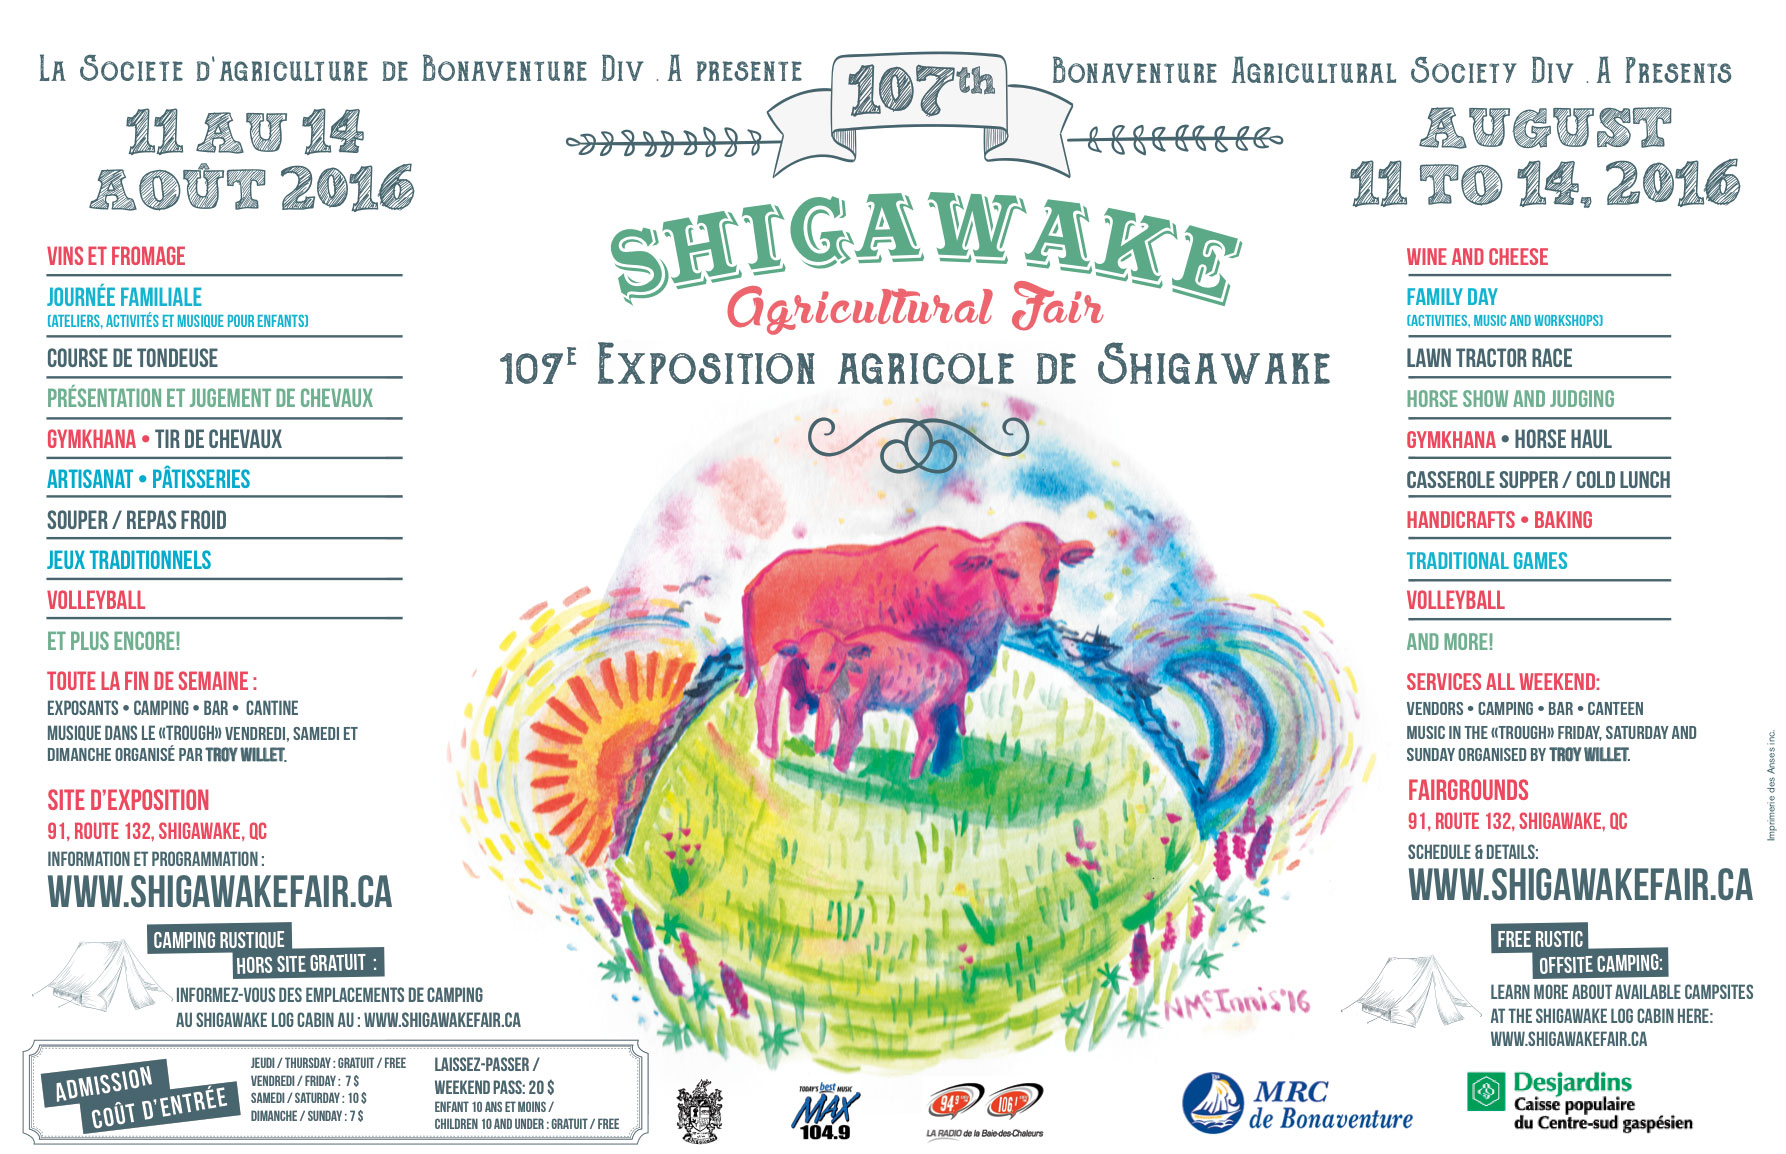 La Societe d'agriculture de Bonaventure Div . A presente
11 AU 14
AOÛT 2016
VINS ET FROMAGE
JOURNÉE FAMILIALE
(ATELIERS, ACTIVITÉS ET MUSIQUE POUR ENFANTS)
COURSE DE TONDEUSE
PRÉSENTATION ET JUGEMENT DE CHEVAUX
GYMKHANA • TIR DE CHEVAUX
ARTISANAT • PÂTISSERIES
SOUPER / REPAS FROID
JEUX TRADITIONNELS
VOLLEYBALL
ET PLUS ENCORE!
TOUTE LA FIN DE SEMAINE :
EXPOSANTS • CAMPING • BAR • CANTINE
MUSIQUE DANS LE «TROUGH» VENDREDI, SAMEDI ET
DIMANCHE ORGANISÉ PAR TROY WILLET.
SITE D'EXPOSITION
91, ROUTE 132, SHIGAWAKE, QC
INFORMATION ET PROGRAMMATION :
WWW.SHIGAWAKEFAIR.CA
CAMPING RUSTIQUE
HORS SITE GRATUIT :
INFORMEZ-VOUS DES EMPLACEMENTS DE CAMPING
AU SHIGAWAKE LOG CABIN AU : WWW.SHIGAWAKEFAIR.CA
107th
SHIGAWAKE
Agricultural Fair
107E Exposition agricole de Shigawake
NMcInnis'16
Bonaventure Agricultural Society Div . A Presents
AUGUST
11 TO 14, 2016
WINE AND CHEESE
FAMILY DAY
(ACTIVITIES, MUSIC AND WORKSHOPS)
LAWN TRACTOR RACE
HORSE SHOW AND JUDGING
GYMKHANA • HORSE HAUL
CASSEROLE SUPPER / COLD LUNCH
HANDICRAFTS • BAKING
TRADITIONAL GAMES
VOLLEYBALL
AND MORE!
SERVICES ALL WEEKEND:
VENDORS • CAMPING • BAR • CANTEEN
MUSIC IN THE «TROUGH» FRIDAY, SATURDAY AND
SUNDAY ORGANISED BY TROY WILLET.
FAIRGROUNDS
91, ROUTE 132, SHIGAWAKE, QC
SCHEDULE & DETAILS:
WWW.SHIGAWAKEFAIR.CA
FREE RUSTIC
OFFSITE CAMPING:
LEARN MORE ABOUT AVAILABLE CAMPSITES
AT THE SHIGAWAKE LOG CABIN HERE:
WWW.SHIGAWAKEFAIR.CA
Imprimerie des Anses inc.
ADMISSION
COÛT D'ENTRÉE
JEUDI / THURSDAY : GRATUIT / FREE
VENDREDI / FRIDAY : 7 $
SAMEDI / SATURDAY : 10 $
DIMANCHE / SUNDAY : 7 $
LAISSEZ-PASSER /
WEEKEND PASS: 20 $
ENFANT 10 ANS ET MOINS /
CHILDREN 10 AND UNDER : GRATUIT / FREE
TODAY'S best MUSIC
MAX
104.9
94.9 106.1
LA RADIO de la Baie-des-Chaleurs
MRC
de Bonaventure
Desjardins
Caisse populaire
du Centre-sud gaspésien